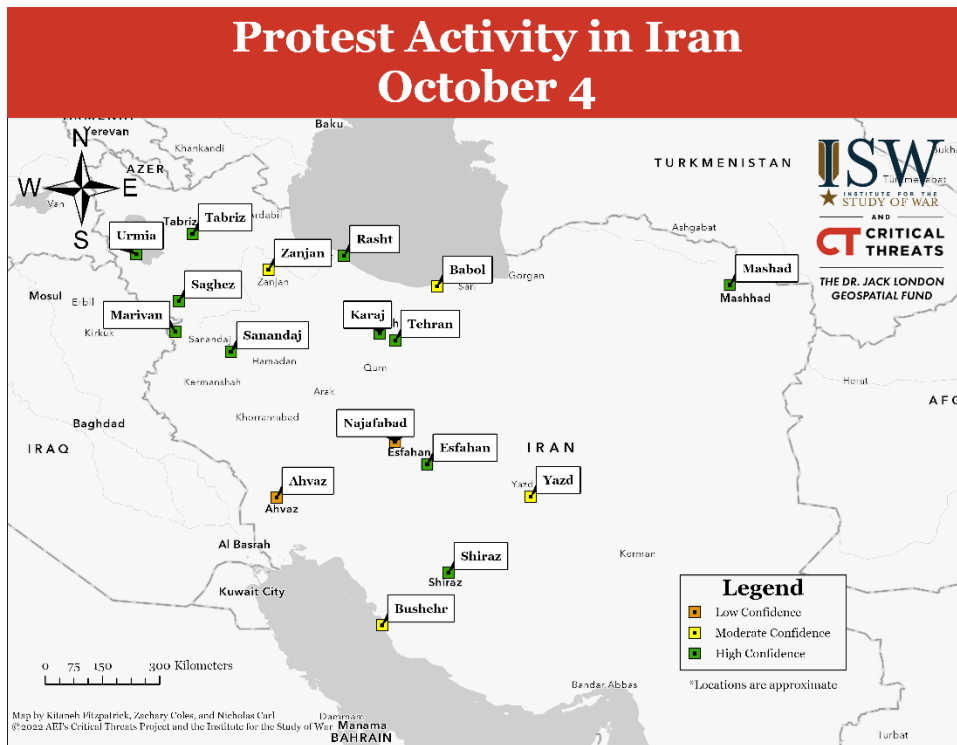 Protest Activity in Iran
October 4
Baku
Yerevan
Khankandi
TURKMENISTAN
AZER
N
W E
S
Van
ISW
INSTITUTE FOR THE
STUDY OF WAR
AND
CT CRITICAL
THREATS
THE DR. JACK LONDON
GEOSPATIAL FUND
Ashgabat
Tabriz
Tabriz
Ardabil
Urmia
Zanjan
Zanjan
Rasht
Babol
Sari
Gorgan
Mashad
Mashhad
Mosul
Erbil
Saghez
Marivan
Kirkuk
Sanandaj
Sanandaj
Hamadan
Karaj
Tehran
Qum
Kermanshah
Arak
Herat
Khorramabad
Baghdad
Najafabad
Esfahan
Esfahan
IRAN
IRAQ
AFG
Ahvaz
Ahvaz
Yazd
Yazd
Al Basrah
Kerman
Shiraz
Shiraz
Kuwait City
Bushehr
Legend
Low Confidence
Moderate Confidence
High Confidence
*Locations are approximate
0 75 150 300 Kilometers
Bandar Abbas
Map by Kitaneh Fitzpatrick, Zachary Coles, and Nicholas Carl
©2022 AEI's Critical Threats Project and the Institute for the Study of War
Dammam
Manama
BAHRAIN
Turbat